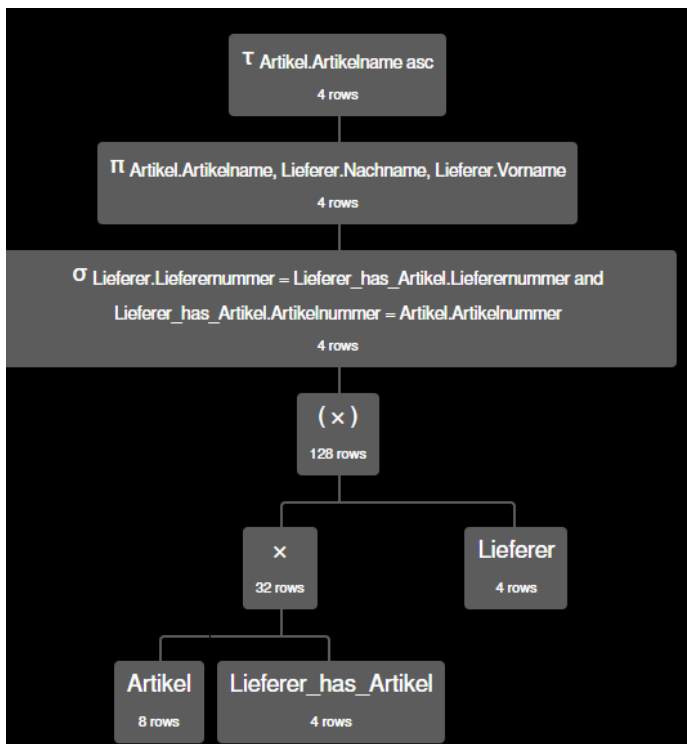 τ Artikel.Artikelname asc
4 rows
π Artikel.Artikelname, Lieferer.Nachname, Lieferer.Vorname
4 rows
σ Lieferer.Lieferernummer = Lieferer_has_Artikel.Lieferernummer and
Lieferer_has_Artikel.Artikelnummer = Artikel.Artikelnummer
4 rows
(×)
128 rows
×
32 rows
Lieferer
4 rows
Artikel
8 rows
Lieferer_has_Artikel
4 rows